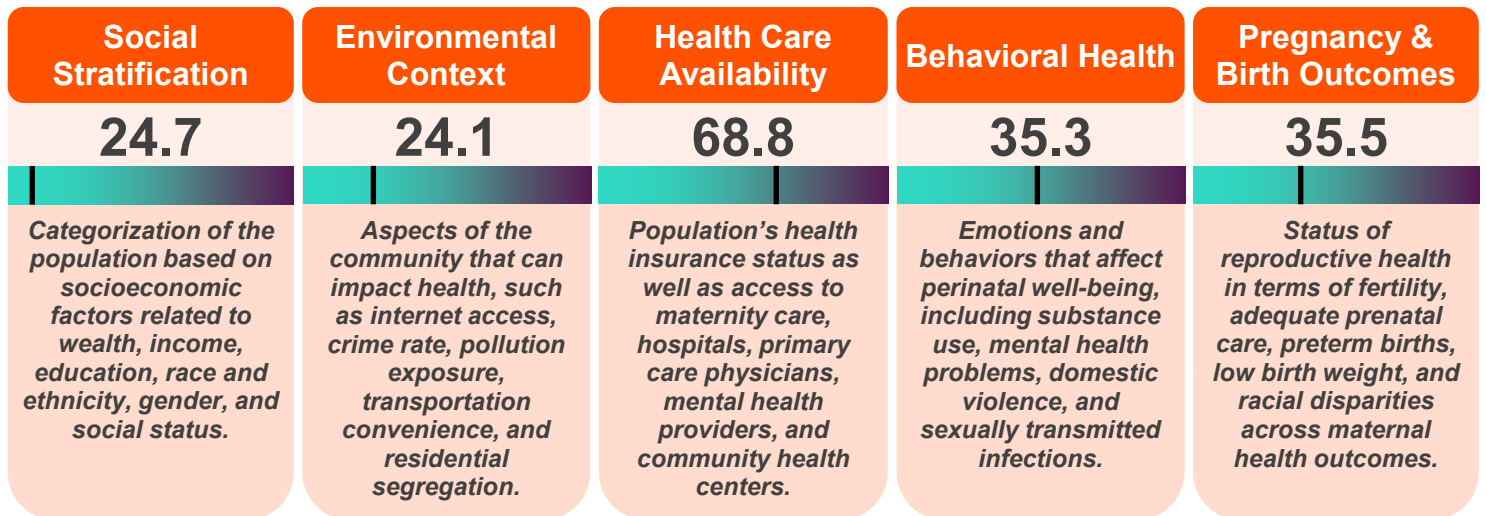 Social
Stratification
24.7
Categorization of the
population based on
socioeconomic
factors related to
wealth, income,
education, race and
ethnicity, gender, and
social status.
Environmental
Context
24.1
Aspects of the
community that can
impact health, such
as internet access,
crime rate, pollution
exposure,
transportation
convenience, and
residential
segregation.
Health Care
Availability
68.8
Population’s health
insurance status as
well as access to
maternity care,
hospitals, primary
care physicians,
mental health
providers, and
community health
centers.
Behavioral Health
35.3
Emotions and
behaviors that affect
perinatal well-being,
including substance
use, mental health
problems, domestic
violence, and
sexually transmitted
infections.
Pregnancy &
Birth Outcomes
35.5
Status of
reproductive health
in terms of fertility,
adequate prenatal
care, preterm births,
low birth weight, and
racial disparities
across maternal
health outcomes.